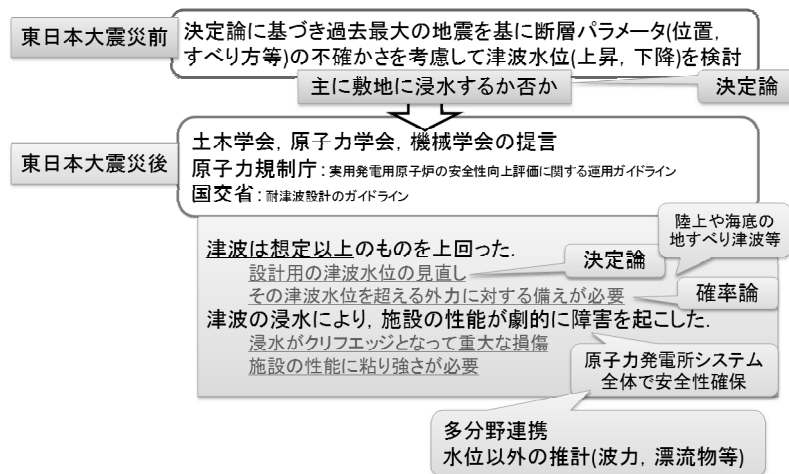 東日本大震災前
決定論に基づき過去最大の地震を基に断層パラメータ(位置,
すべり方等)の不確かさを考慮して津波水位(上昇, 下降)を検討
主に敷地に浸水するか否か
決定論
東日本大震災後
土木学会, 原子力学会, 機械学会の提言
原子力規制庁：実用発電用原子炉の安全性向上評価に関する運用ガイドライン
国交省：耐津波設計のガイドライン
陸上や海底の
地すべり津波等
津波は想定以上のものを上回った.
設計用の津波水位の見直し
決定論
その津波水位を超える外力に対する備えが必要
確率論
津波の浸水により, 施設の性能が劇的に障害を起こした.
浸水がクリフエッジとなって重大な損傷
施設の性能に粘り強さが必要
原子力発電所システム
全体で安全性確保
多分野連携
水位以外の推計(波力, 漂流物等)